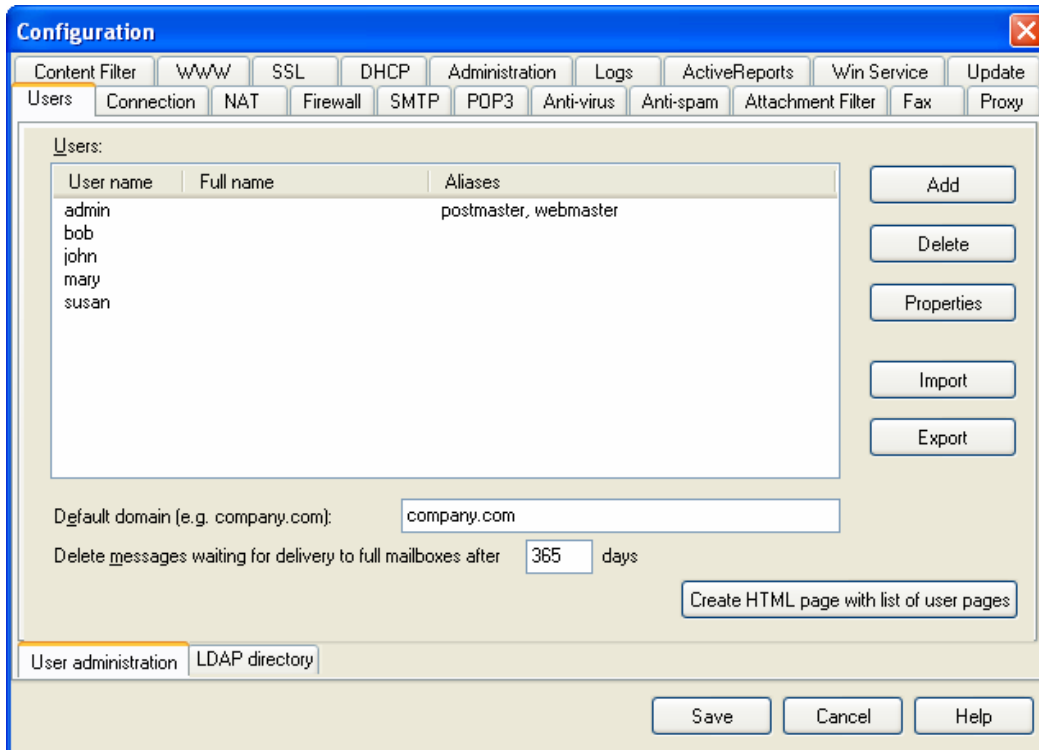 Configuration
Content Filter WWW SSL DHCP Administration Logs ActiveReports Win Service Update
Users Connection NAT Firewall SMTP POP3 Anti-virus Anti-spam Attachment Filter Fax Proxy
Users:
User name Full name Aliases
admin postmaster, webmaster
bob
john
mary
susan
Add
Delete
Properties
Import
Export
Default domain (e.g. company.com): company.com
Delete messages waiting for delivery to full mailboxes after 365 days
Create HTML page with list of user pages
User administration LDAP directory
Save Cancel Help